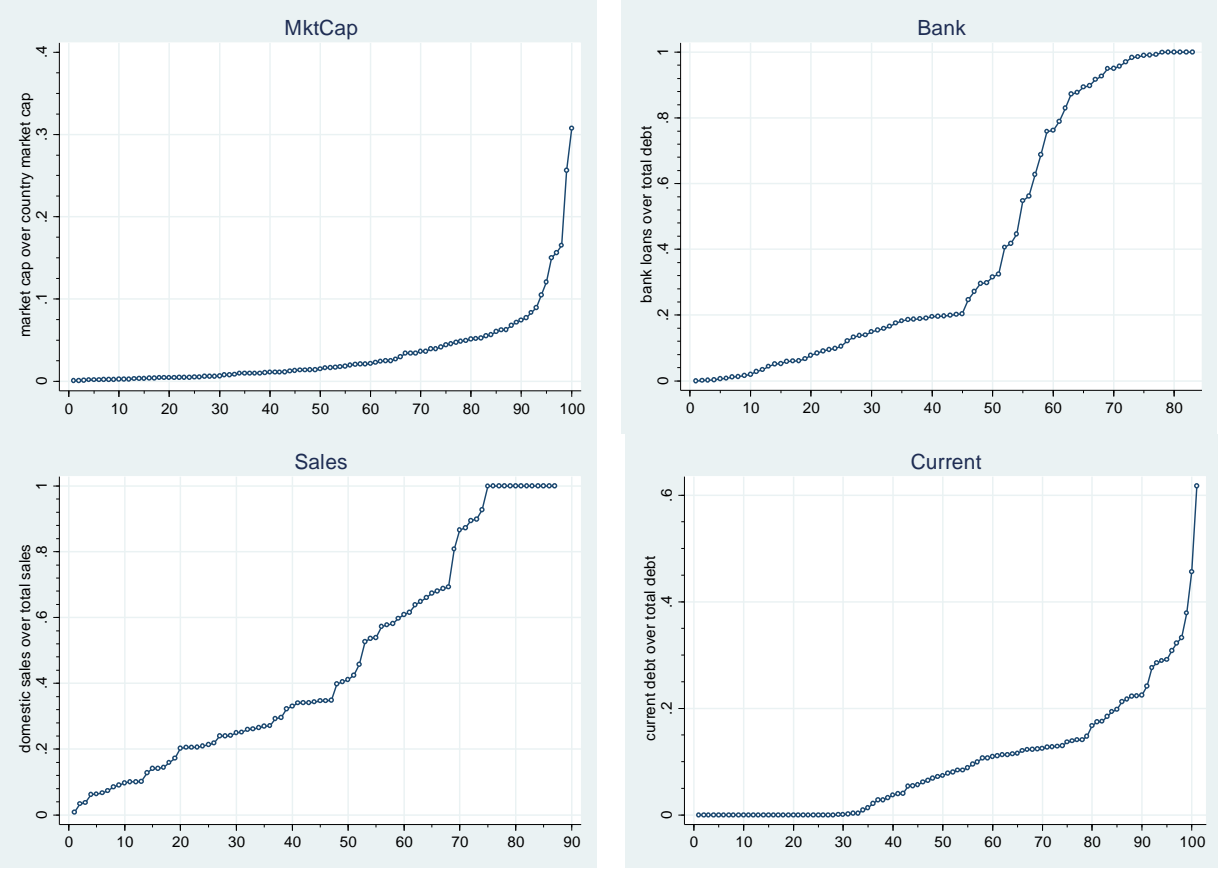 MktCap
market cap over country market cap
.4
.3
.2
.1
0
0 10 20 30 40 50 60 70 80 90 100
Bank
bank loans over total debt
1
.8
.6
.4
.2
0
0 10 20 30 40 50 60 70 80
Sales
domestic sales over total sales
1
.8
.6
.4
.2
0
0 10 20 30 40 50 60 70 80 90
Current
current debt over total debt
.6
.4
.2
0
0 10 20 30 40 50 60 70 80 90 100